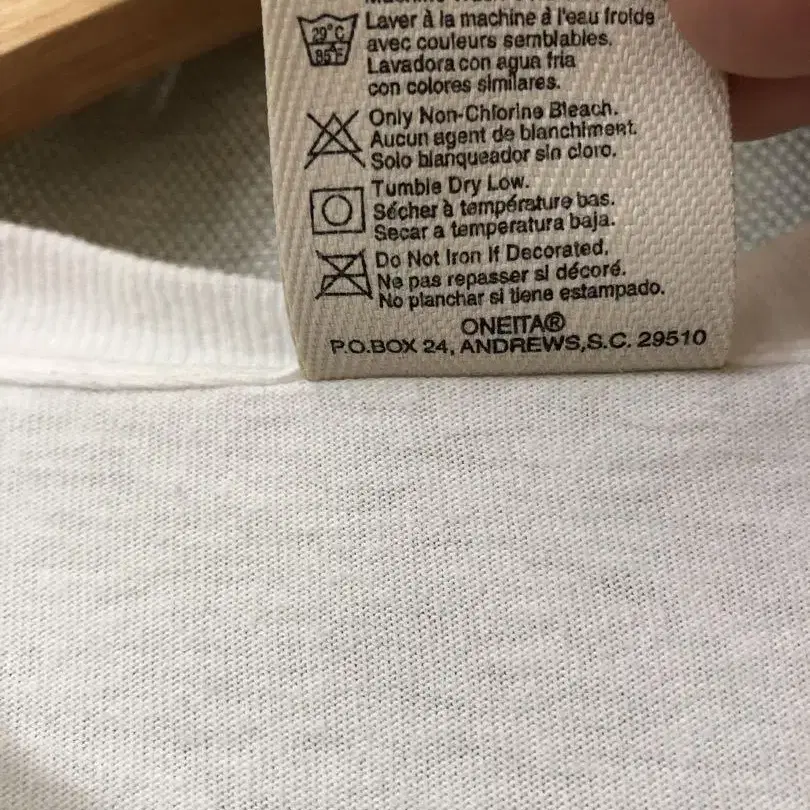 Laver à la machine à l'eau froide
29°C
85°F
avec couleurs semblables.
Lavadora con agua fria
con colores similares.
Only Non-Chlorine Bleach.
Aucun agent de blanchiment.
Solo blanqueador sin cloro.
Tumble Dry Low.
Sécher à température bas.
Secar a temperatura baja.
Do Not Iron If Decorated.
Ne pas repasser si décoré.
No planchar si tiene estampado.
ONEITA®
P.O.BOX 24, ANDREWS,S.C. 29510